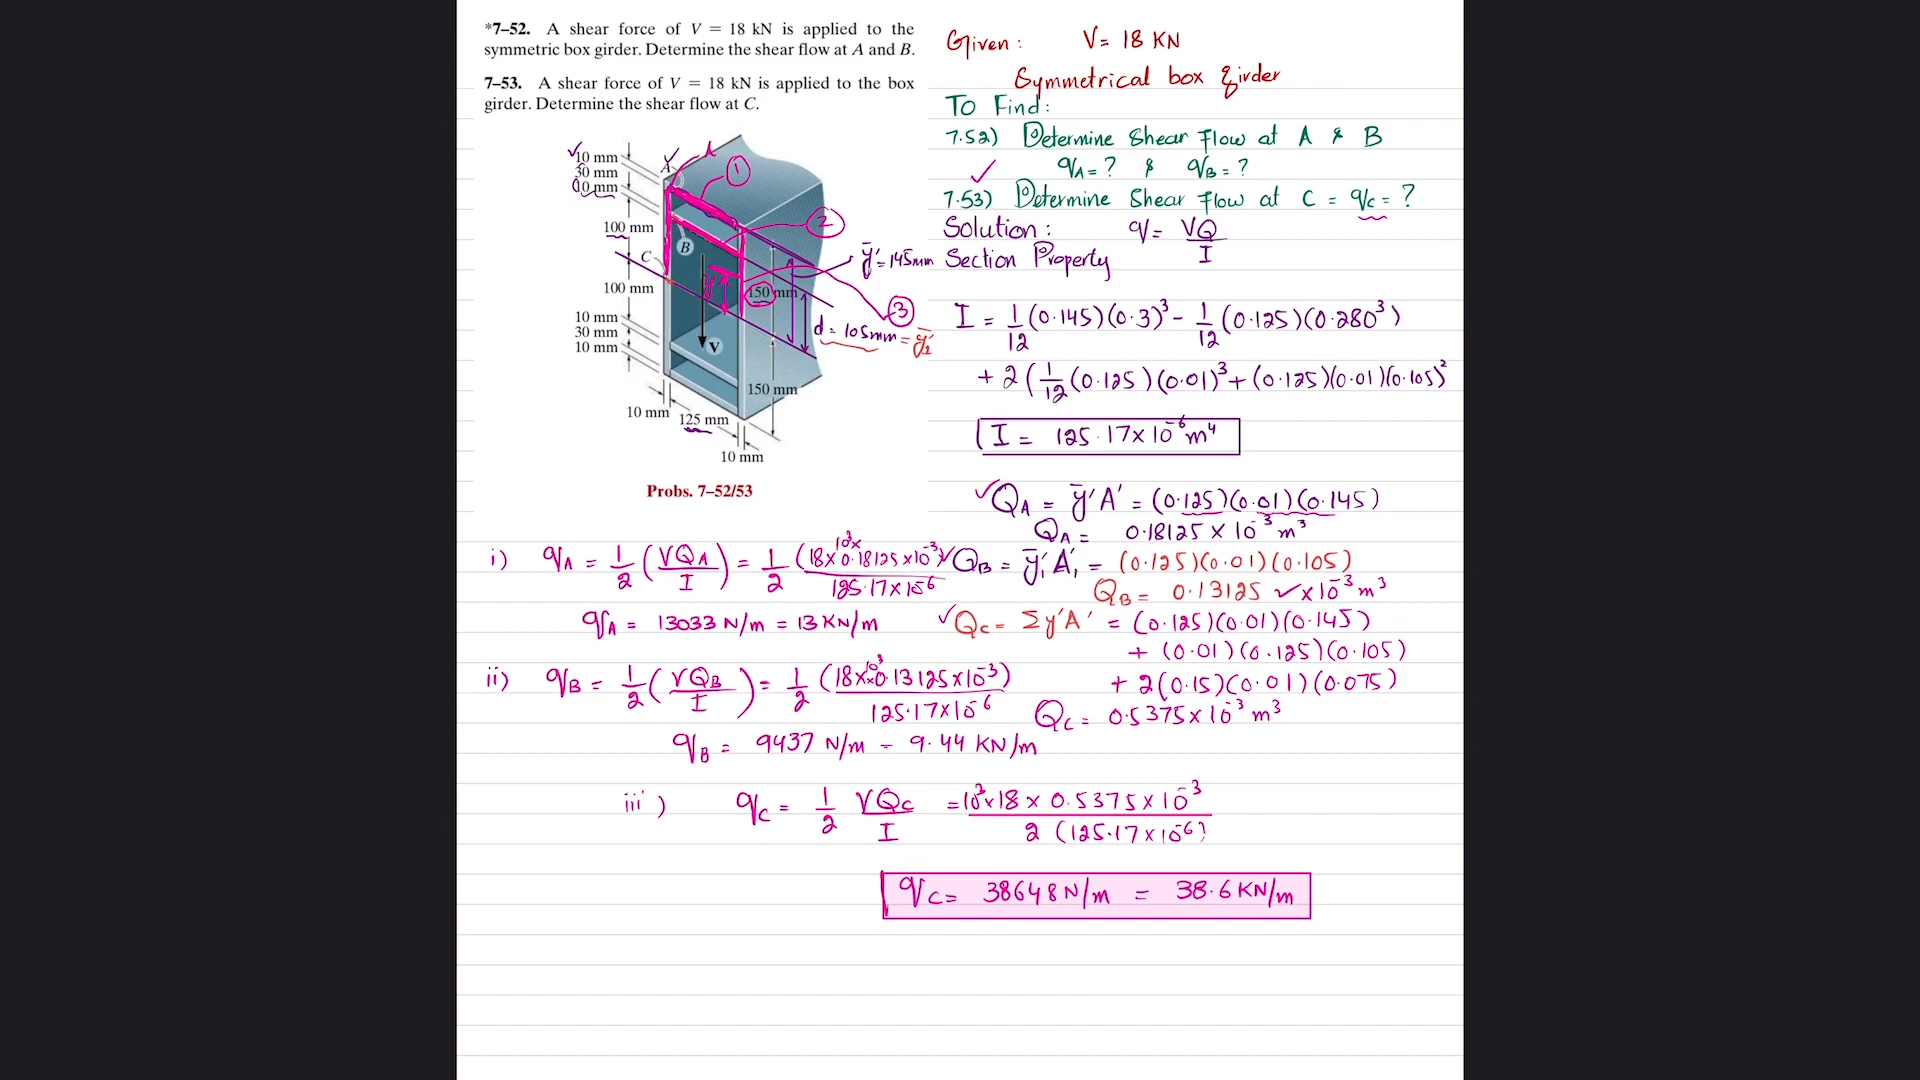 *7–52. A shear force of V = 18 kN is applied to the
symmetric box girder. Determine the shear flow at A and B.
7–53. A shear force of V = 18 kN is applied to the box
girder. Determine the shear flow at C.
10 mm
30 mm
10 mm
100 mm
100 mm
10 mm
30 mm
10 mm
10 mm
125 mm
10 mm
150 mm
150 mm
A
A
B
C
V
1
2
3
y'
ȳ' = 145mm
d = 105mm = ȳ'₁
Probs. 7–52/53
Given : V = 18 KN
Symmetrical box girder
To Find :
7.52) Determine Shear Flow at A & B
qA = ? & qB = ?
7.53) Determine Shear Flow at C = qc = ?
Solution : q = VQ/I
Section Property
I = 1/12 (0.145)(0.3)³ - 1/12 (0.125)(0.280³)
+ 2 (1/12 (0.125)(0.01)³ + (0.125)(0.01)(0.105)²
I = 125.17 x 10⁻⁶ m⁴
QA = ȳ'A' = (0.125)(0.01)(0.145)
QA = 0.18125 x 10⁻³ m³
QB = ȳ'₁ A'₁ = (0.125)(0.01)(0.105)
QB = 0.13125 x 10⁻³ m³
Qc = Σy'A' = (0.125)(0.01)(0.145)
+ (0.01)(0.125)(0.105)
+ 2(0.15)(0.01)(0.075)
Qc = 0.5375 x 10⁻³ m³
i) qA = 1/2 (VQA/I) = 1/2 (18 x 10³ x 0.18125 x 10⁻³)/125.17 x 10⁻⁶
qA = 13033 N/m = 13 KN/m
ii) qB = 1/2 (VQB/I) = 1/2 (18 x 10³ x 0.13125 x 10⁻³)/125.17 x 10⁻⁶
qB = 9437 N/m = 9.44 KN/m
iii) qc = 1/2 VQc/I = 10³ x 18 x 0.5375 x 10⁻³/2 (125.17 x 10⁻⁶)
qc = 38648 N/m = 38.6 KN/m